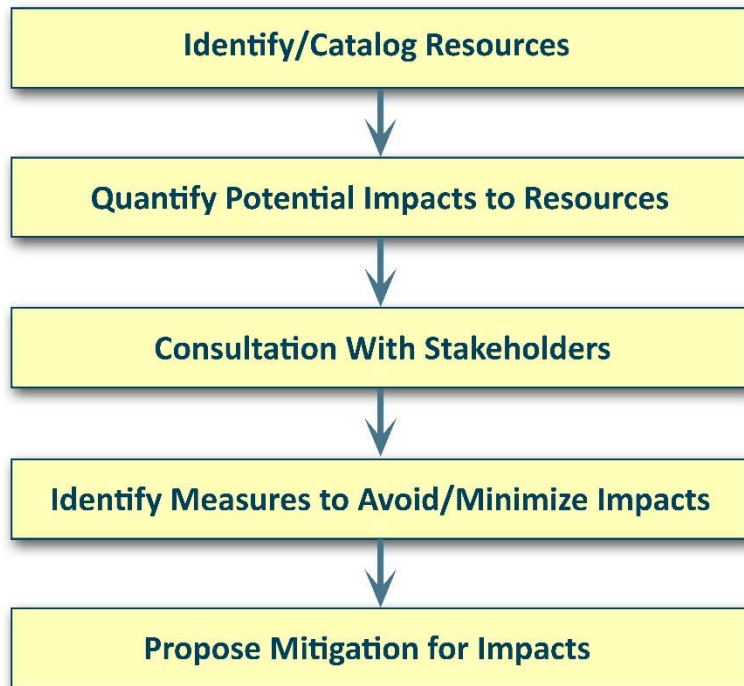 Identify/Catalog Resources
Quantify Potential Impacts to Resources
Consultation With Stakeholders
Identify Measures to Avoid/Minimize Impacts
Propose Mitigation for Impacts